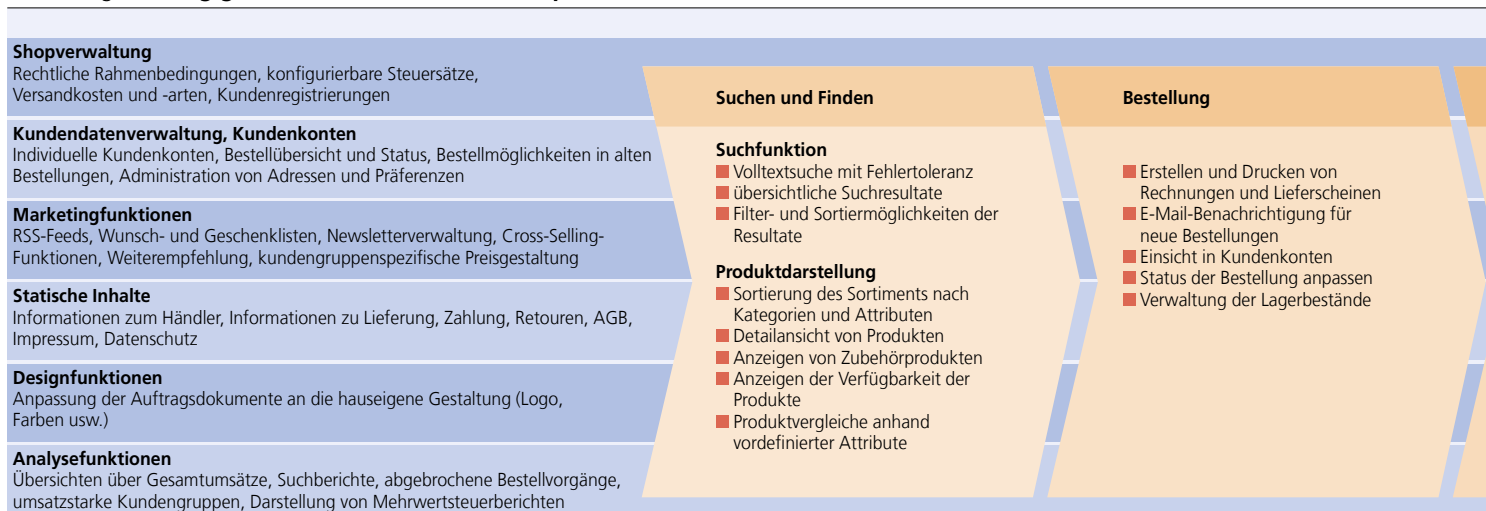 Shopverwaltung
Rechtliche Rahmenbedingungen, konfigurierbare Steuersätze,
Versandkosten und -arten, Kundenregistrierungen
Kundendatenverwaltung, Kundenkonten
Individuelle Kundenkonten, Bestellübersicht und Status, Bestellmöglichkeiten in alten
Bestellungen, Administration von Adressen und Präferenzen
Marketingfunktionen
RSS-Feeds, Wunsch- und Geschenklisten, Newsletterverwaltung, Cross-Selling-
Funktionen, Weiterempfehlung, kundengruppenspezifische Preisgestaltung
Statische Inhalte
Informationen zum Händler, Informationen zu Lieferung, Zahlung, Retouren, AGB,
Impressum, Datenschutz
Designfunktionen
Anpassung der Auftragsdokumente an die hauseigene Gestaltung (Logo,
Farben usw.)
Analysefunktionen
Übersichten über Gesamtumsätze, Suchberichte, abgebrochene Bestellvorgänge,
umsatzstarke Kundengruppen, Darstellung von Mehrwertsteuerberichten
Suchen und Finden
Suchfunktion
Volltextsuche mit Fehlertoleranz
übersichtliche Suchresultate
Filter- und Sortiermöglichkeiten der
Resultate
Produktdarstellung
Sortierung des Sortiments nach
Kategorien und Attributen
Detailansicht von Produkten
Anzeigen von Zubehörprodukten
Anzeigen der Verfügbarkeit der
Produkte
Produktvergleiche anhand
vordefinierter Attribute
Bestellung
Erstellen und Drucken von
Rechnungen und Lieferscheinen
E-Mail-Benachrichtigung für
neue Bestellungen
Einsicht in Kundenkonten
Status der Bestellung anpassen
Verwaltung der Lagerbestände